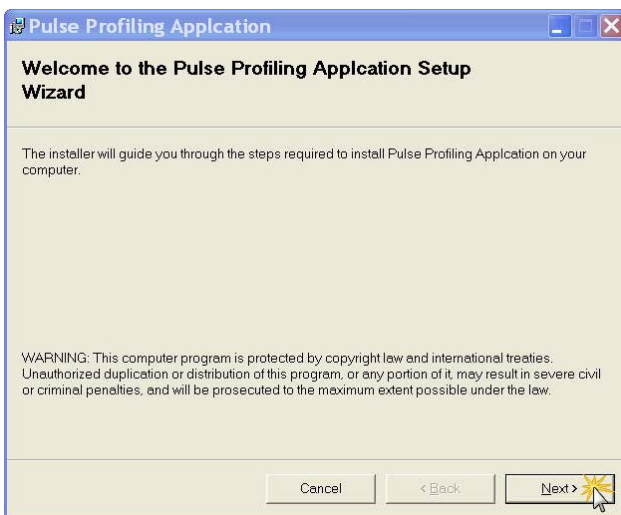 Pulse Profiling Applcation
Welcome to the Pulse Profiling Applcation Setup
Wizard
The installer will guide you through the steps required to install Pulse Profiling Applcation on your
computer.
WARNING: This computer program is protected by copyright law and international treaties.
Unauthorized duplication or distribution of this program, or any portion of it, may result in severe civil
or criminal penalties, and will be prosecuted to the maximum extent possible under the law.
Cancel
< Back
Next >